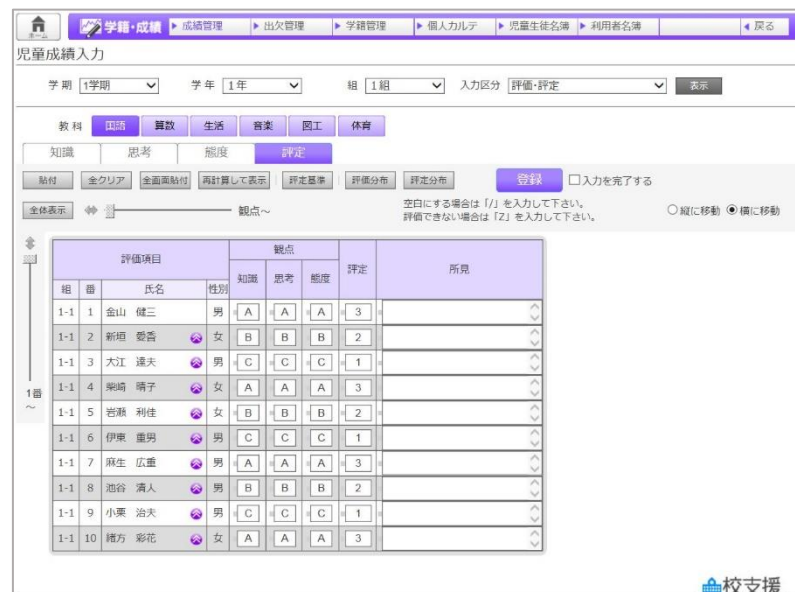 ホーム 学籍・成績 成績管理 出欠管理 学籍管理 個人カルテ 児童生徒名簿 利用者名簿 戻る
児童成績入力
学 期 1学期 学 年 1年 組 1組 入力区分 評価・評定 表示
教 科 国語 算数 生活 音楽 図工 体育
知識 思考 態度 評定
貼付 全クリア 全画面貼付 再計算して表示 評定基準 評価分布 評定分布 登録 入力を完了する
全体表示 観点～ 空白にする場合は「/」を入力して下さい。
評価できない場合は「Z」を入力して下さい。 縦に移動 横に移動
評価項目 観点 評定 所見
組 番 氏名 性別 知識 思考 態度
1-1 1 金山 健三 男 A A A 3
1-1 2 新垣 愛香 女 B B B 2
1-1 3 大江 達夫 男 C C C 1
1-1 4 柴崎 晴子 女 A A A 3
1-1 5 岩瀬 利佳 女 B B B 2
1-1 6 伊東 重男 男 C C C 1
1-1 7 麻生 広重 男 A A A 3
1-1 8 池谷 清人 男 B B B 2
1-1 9 小栗 治夫 男 C C C 1
1-1 10 緒方 彩花 女 A A A 3
1番
～
校支援